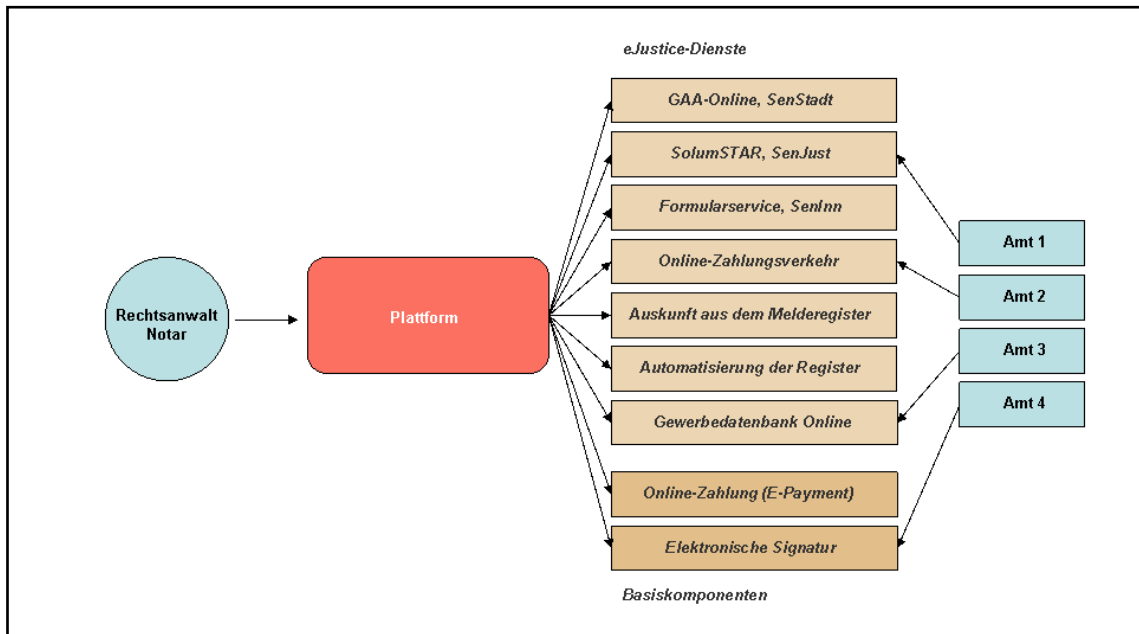 eJustice-Dienste
GAA-Online, SenStadt
SolumSTAR, SenJust
Formularservice, SenInn
Online-Zahlungsverkehr
Auskunft aus dem Melderegister
Automatisierung der Register
Gewerbedatenbank Online
Online-Zahlung (E-Payment)
Elektronische Signatur
Basiskomponenten
Rechtsanwalt
Notar
Plattform
Amt 1
Amt 2
Amt 3
Amt 4